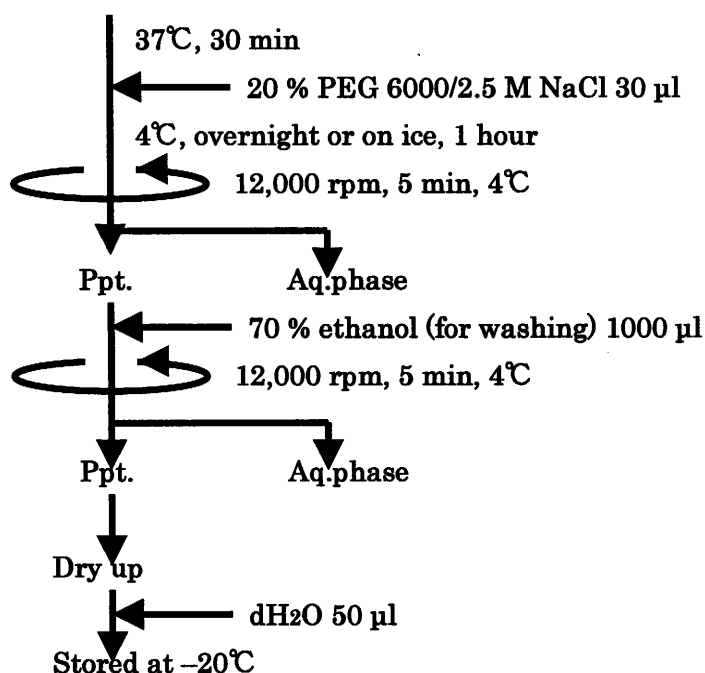 37℃, 30 min
20 % PEG 6000/2.5 M NaCl 30 µl
4℃, overnight or on ice, 1 hour
12,000 rpm, 5 min, 4℃
Ppt. Aq.phase
70 % ethanol (for washing) 1000 µl
12,000 rpm, 5 min, 4℃
Ppt. Aq.phase
Dry up
dH2O 50 µl
Stored at –20℃